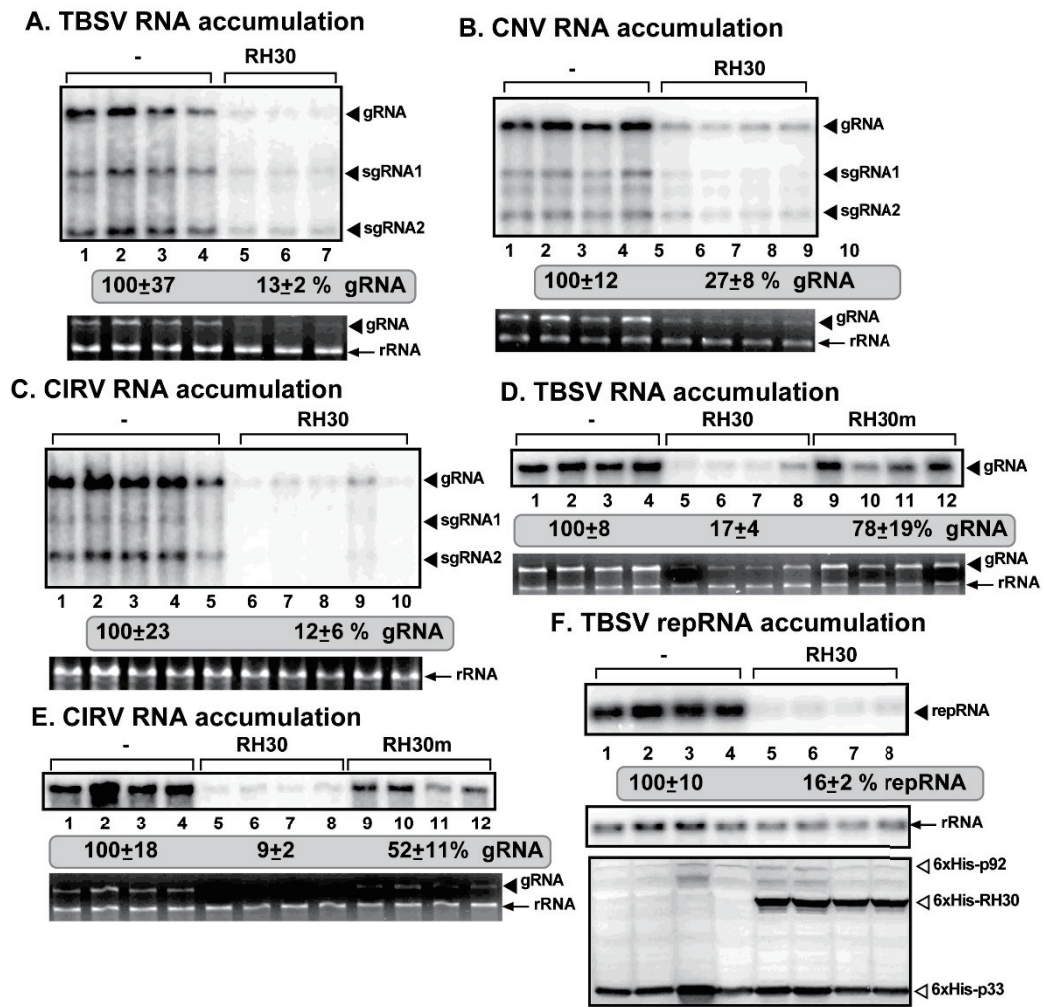 A. TBSV RNA accumulation
- RH30
gRNA
sgRNA1
sgRNA2
1 2 3 4 5 6 7
100±37 13±2 % gRNA
gRNA
rRNA
B. CNV RNA accumulation
- RH30
gRNA
sgRNA1
sgRNA2
1 2 3 4 5 6 7 8 9 10
100±12 27±8 % gRNA
gRNA
rRNA
C. CIRV RNA accumulation
- RH30
gRNA
sgRNA1
sgRNA2
1 2 3 4 5 6 7 8 9 10
100±23 12±6 % gRNA
rRNA
D. TBSV RNA accumulation
- RH30 RH30m
gRNA
1 2 3 4 5 6 7 8 9 10 11 12
100±8 17±4 78±19% gRNA
gRNA
rRNA
E. CIRV RNA accumulation
- RH30 RH30m
gRNA
1 2 3 4 5 6 7 8 9 10 11 12
100±18 9±2 52±11% gRNA
gRNA
rRNA
F. TBSV repRNA accumulation
- RH30
repRNA
1 2 3 4 5 6 7 8
100±10 16±2 % repRNA
rRNA
6xHis-p92
6xHis-RH30
6xHis-p33